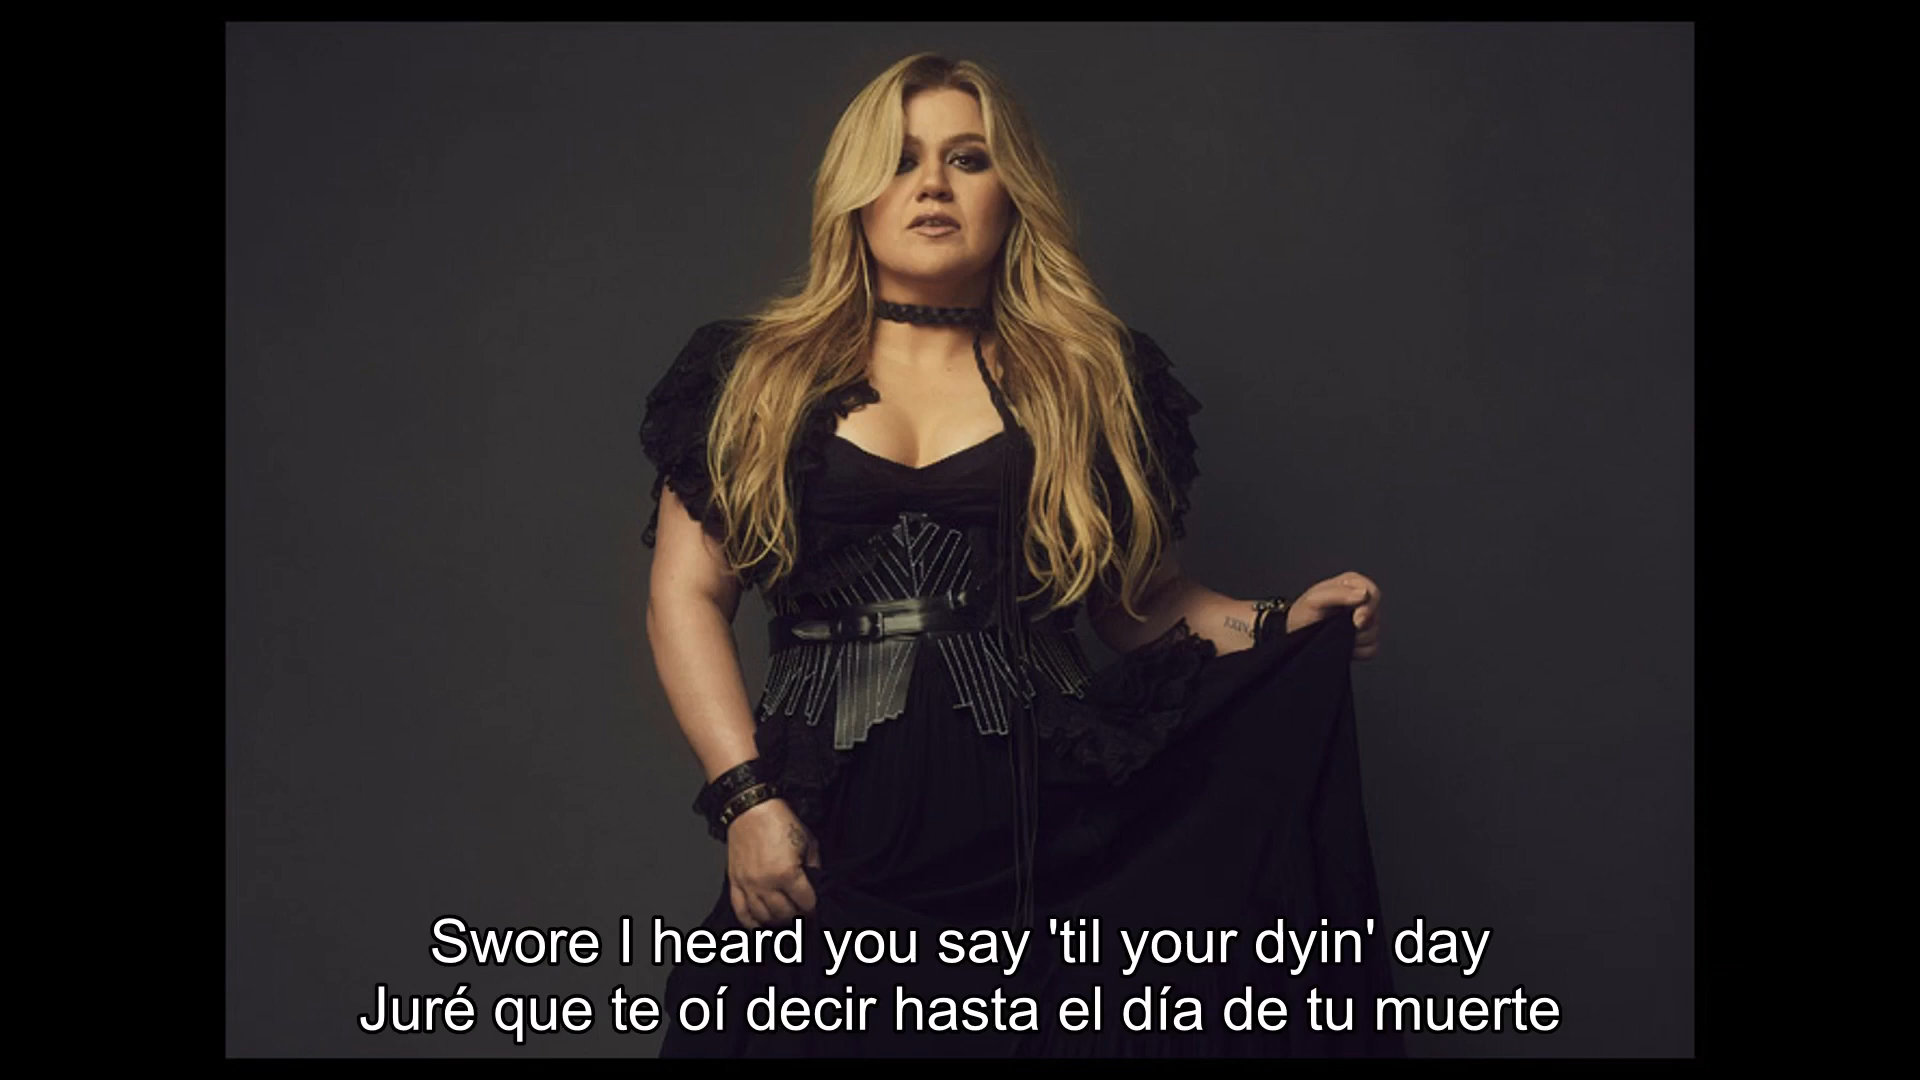 Swore I heard you say 'til your dyin' day
Juré que te oí decir hasta el día de tu muerte